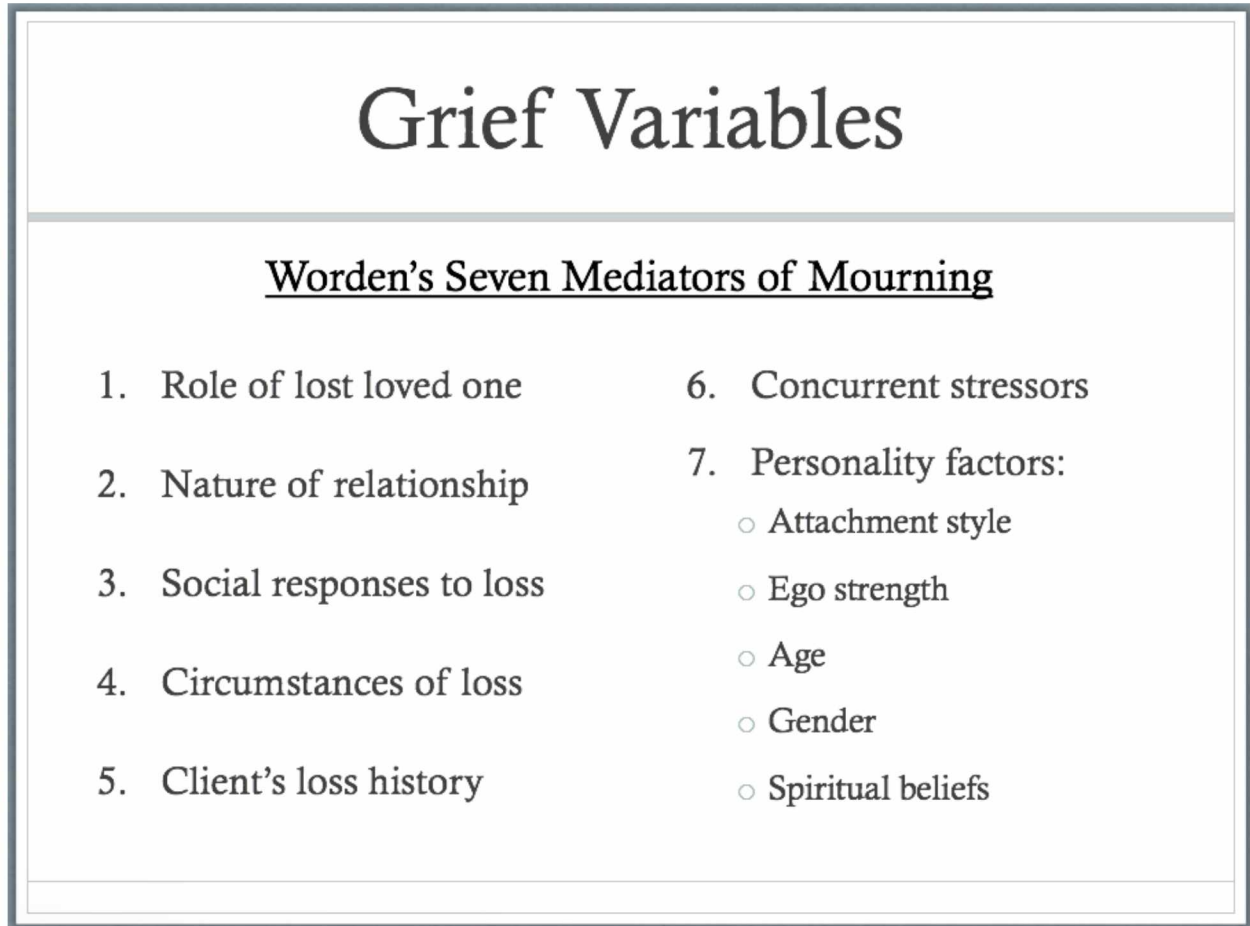 Grief Variables
Worden’s Seven Mediators of Mourning
1. Role of lost loved one
2. Nature of relationship
3. Social responses to loss
4. Circumstances of loss
5. Client’s loss history
6. Concurrent stressors
7. Personality factors:
○ Attachment style
○ Ego strength
○ Age
○ Gender
○ Spiritual beliefs